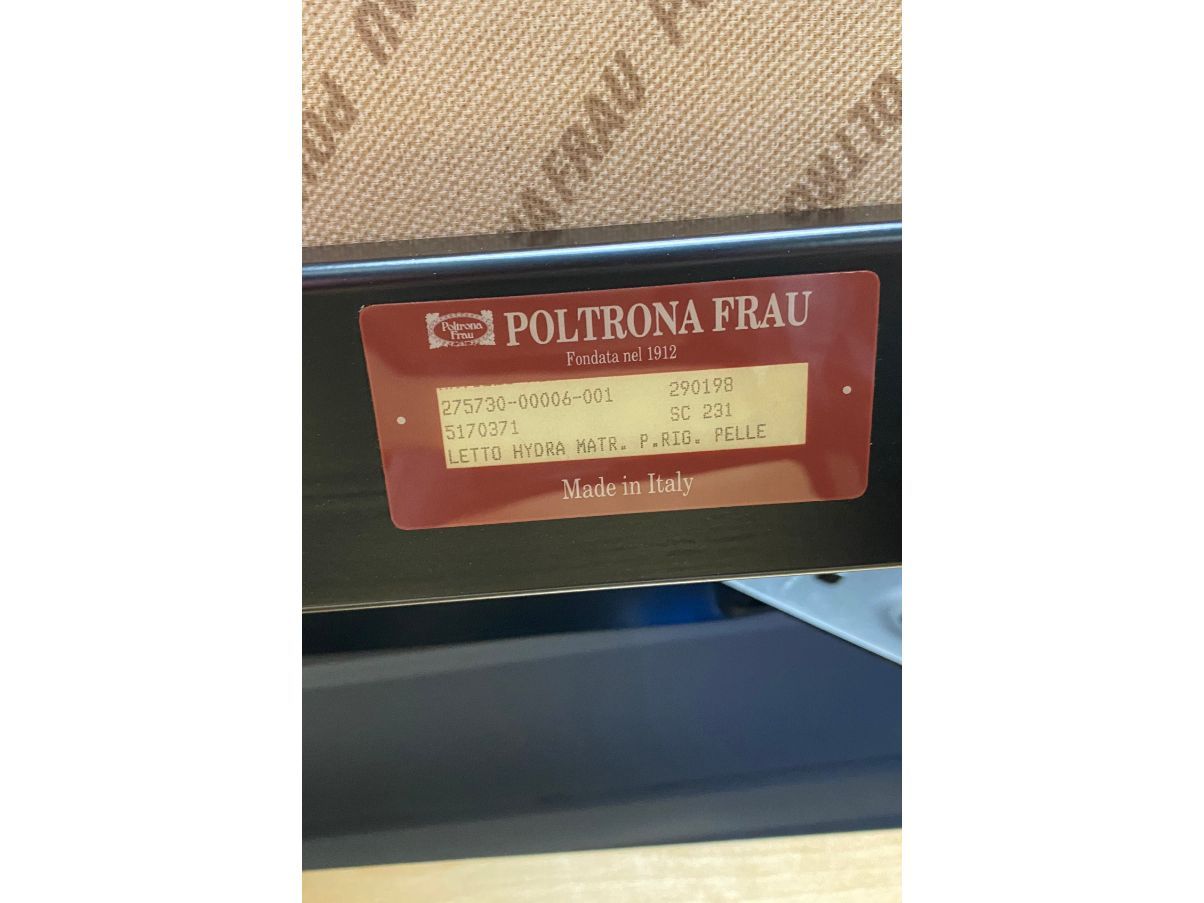 FRAU
Poltrona
Frau
POLTRONA FRAU
Fondata nel 1912
275730-00006-001 290198
5170371 SC 231
LETTO HYDRA MATR. P.RIG. PELLE
Made in Italy